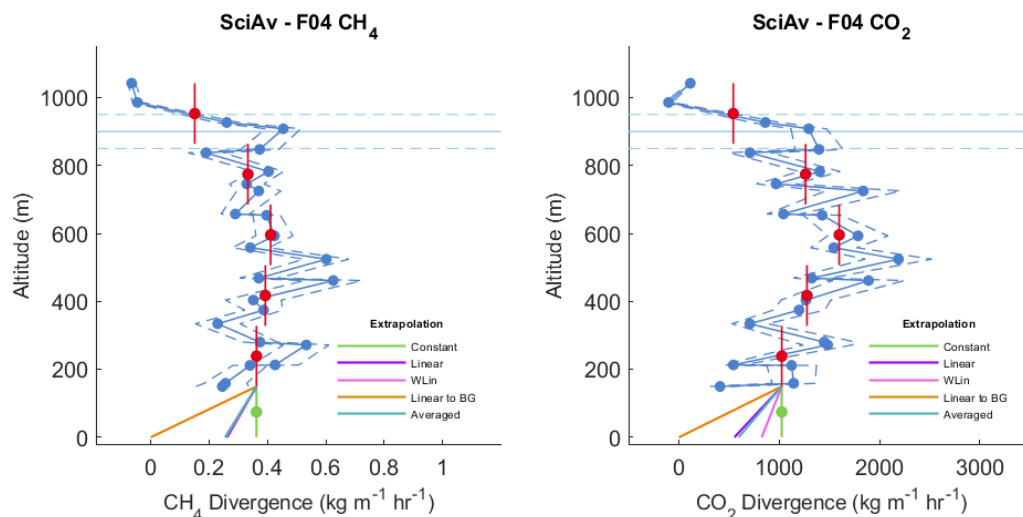 SciAv - F04 CH4
Altitude (m)
1000
800
600
400
200
0
0
0.2
0.4
0.6
0.8
1
CH4 Divergence (kg m-1 hr-1)
Extrapolation
Constant
Linear
WLin
Linear to BG
Averaged
SciAv - F04 CO2
Altitude (m)
1000
800
600
400
200
0
0
1000
2000
3000
CO2 Divergence (kg m-1 hr-1)
Extrapolation
Constant
Linear
WLin
Linear to BG
Averaged